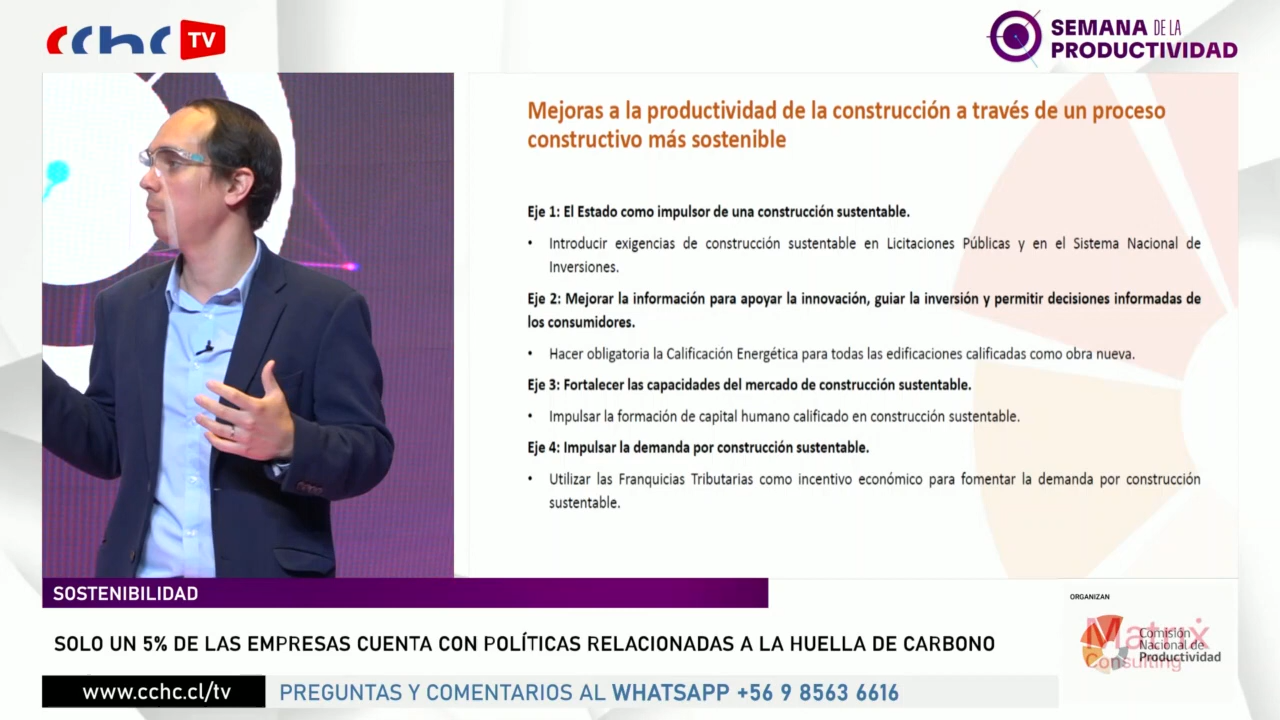 cchc TV
SEMANA DE LA
PRODUCTIVIDAD
Mejoras a la productividad de la construcción a través de un proceso
constructivo más sostenible
Eje 1: El Estado como impulsor de una construcción sustentable.
• Introducir exigencias de construcción sustentable en Licitaciones Públicas y en el Sistema Nacional de
Inversiones.
Eje 2: Mejorar la información para apoyar la innovación, guiar la inversión y permitir decisiones informadas de
los consumidores.
• Hacer obligatoria la Calificación Energética para todas las edificaciones calificadas como obra nueva.
Eje 3: Fortalecer las capacidades del mercado de construcción sustentable.
• Impulsar la formación de capital humano calificado en construcción sustentable.
Eje 4: Impulsar la demanda por construcción sustentable.
• Utilizar las Franquicias Tributarias como incentivo económico para fomentar la demanda por construcción
sustentable.
SOSTENIBILIDAD
SOLO UN 5% DE LAS EMPRESAS CUENTA CON POLÍTICAS RELACIONADAS A LA HUELLA DE CARBONO
www.cchc.cl/tv
PREGUNTAS Y COMENTARIOS AL WHATSAPP +56 9 8563 6616
ORGANIZAN
Matrix
Consulting
Comisión
Nacional de
Productividad